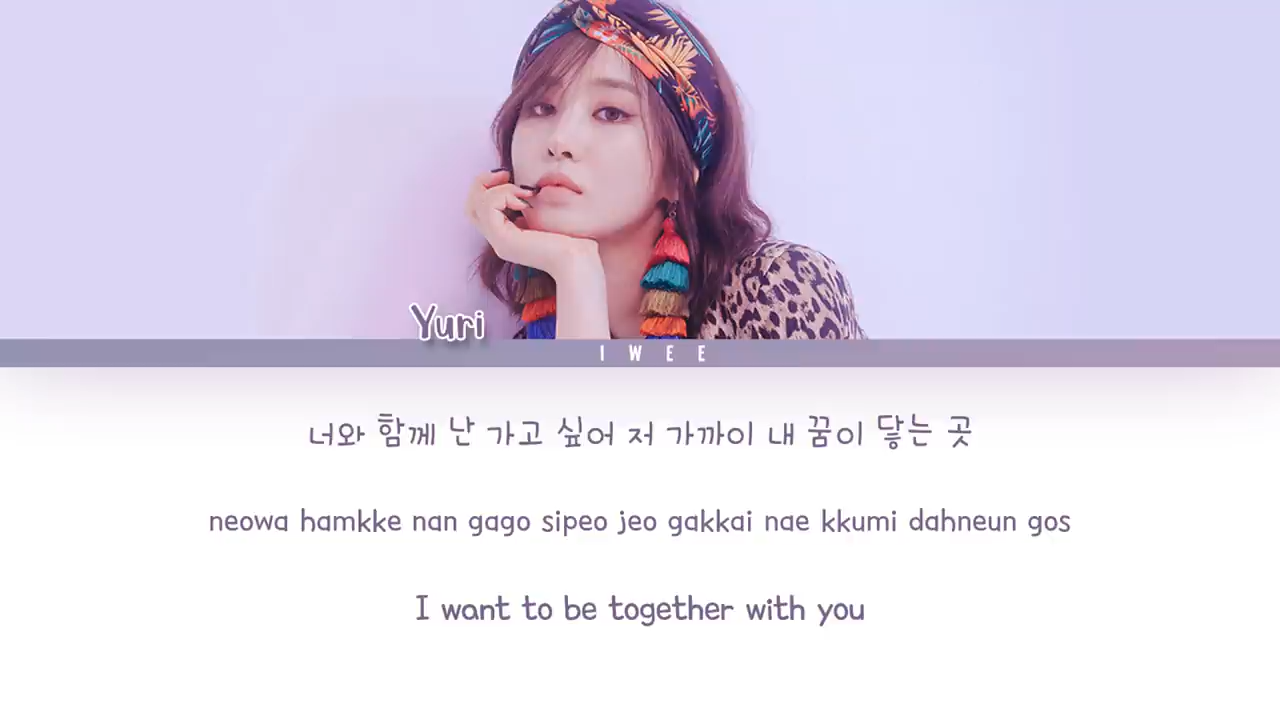 Yuri
IWEE
너와 함께 난 가고 싶어 저 가까이 내 꿈이 닿는 곳
neowa hamkke nan gago sipeo jeo gakkai nae kkumi dahneun gos
I want to be together with you